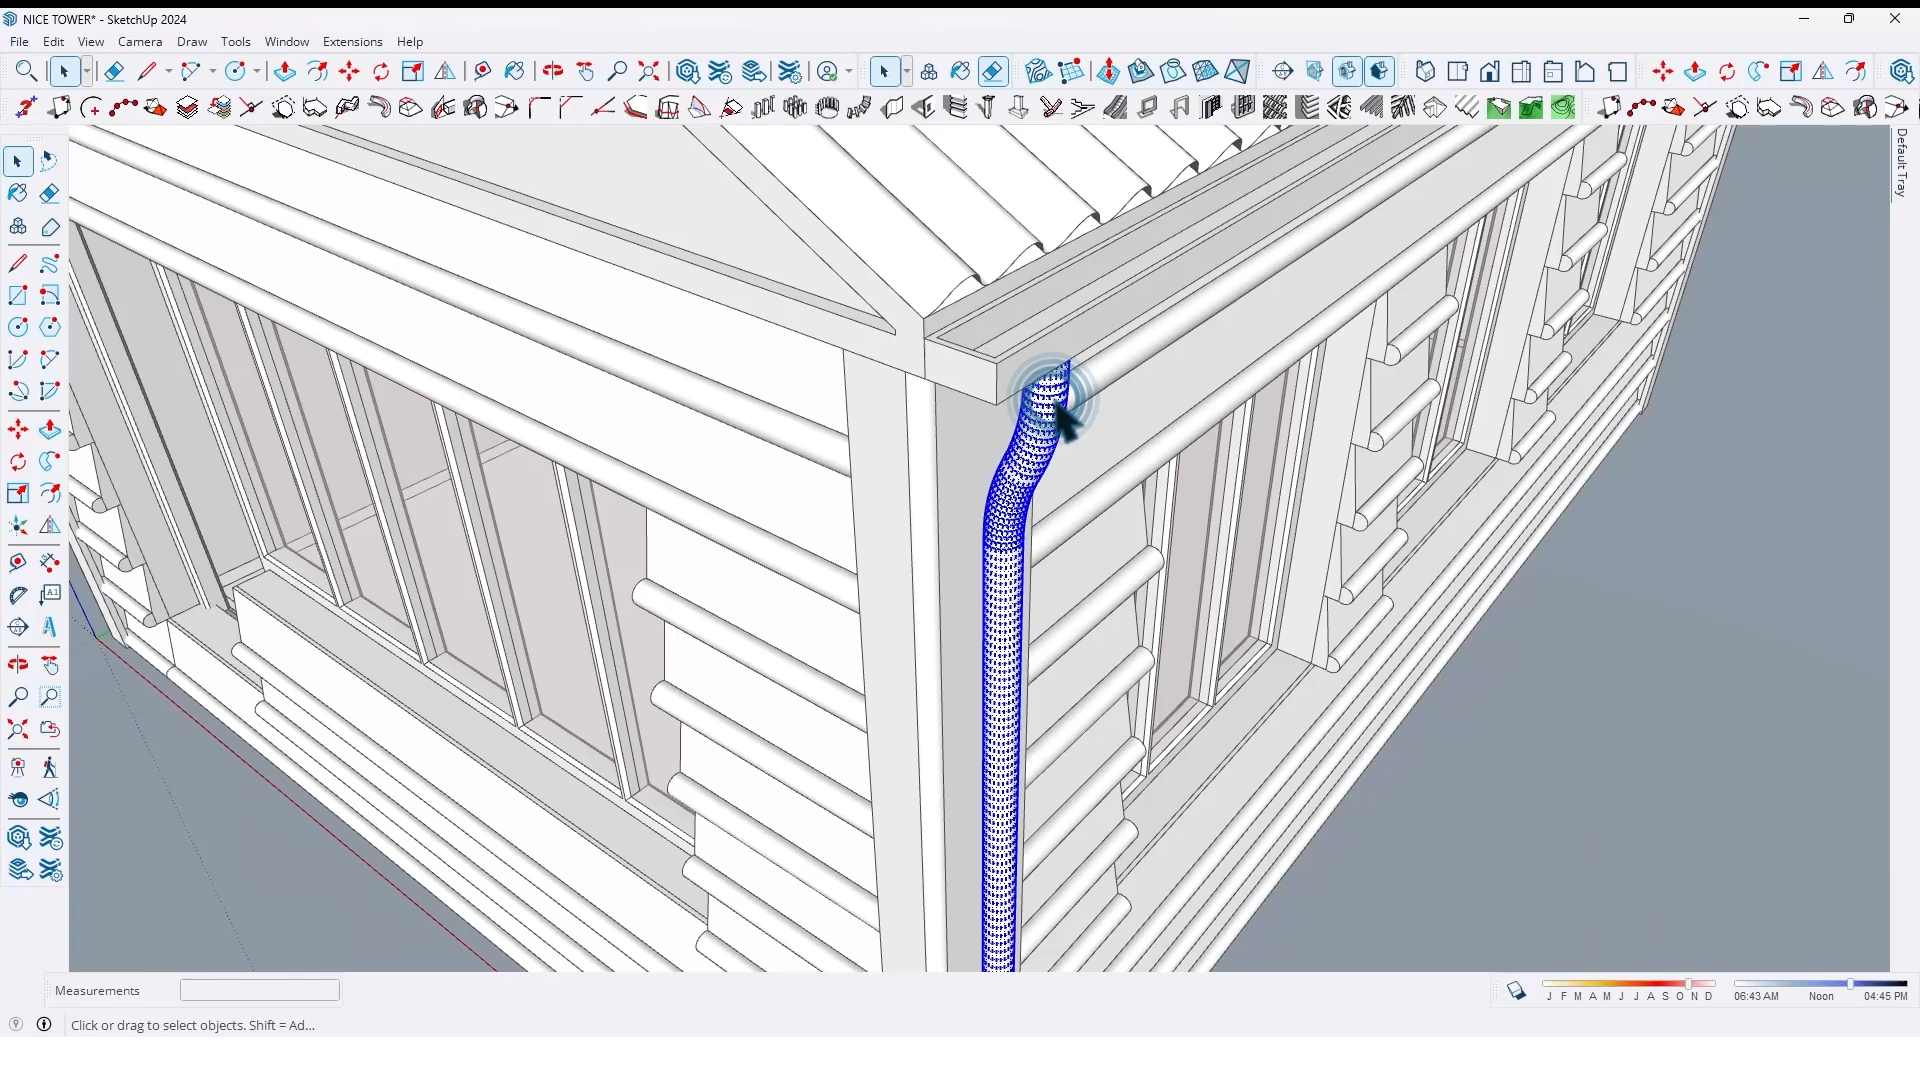 NICE TOWER* - SketchUp 2024
File Edit View Camera Draw Tools Window Extensions Help
Default Tray
A1
Measurements
J F M A M J J A S O N D
06:43 AM Noon 04:45 PM
Click or drag to select objects. Shift = Ad...